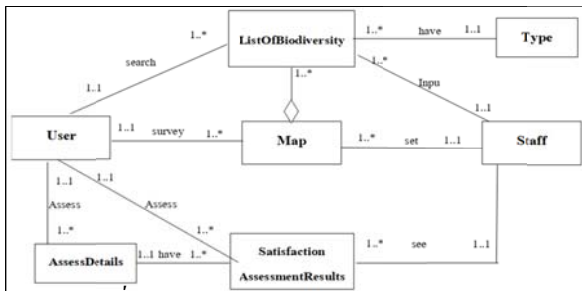 1..* ListOfBiodiversity 1..* have 1..1 Type
search 1..* 1..*
Inpu
1..1 1..1
User 1..1 survey 1..* Map 1..* set 1..1 Staff
1..1 1..1
Assess Assess
1..* 1..* 1..* see 1..1
AssessDetails 1..1 have 1..* Satisfaction
AssessmentResults